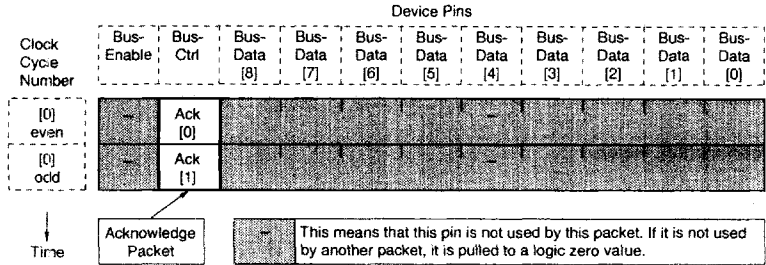 Device Pins
Clock Cycle Number
Bus-Enable
Bus-Ctrl
Bus-Data [8]
Bus-Data [7]
Bus-Data [6]
Bus-Data [5]
Bus-Data [4]
Bus-Data [3]
Bus-Data [2]
Bus-Data [1]
Bus-Data [0]
[0] even
-
Ack [0]
-
[0] odd
-
Ack [1]
-
Time
Acknowledge Packet
-
This means that this pin is not used by this packet. If it is not used
by another packet, it is pulled to a logic zero value.